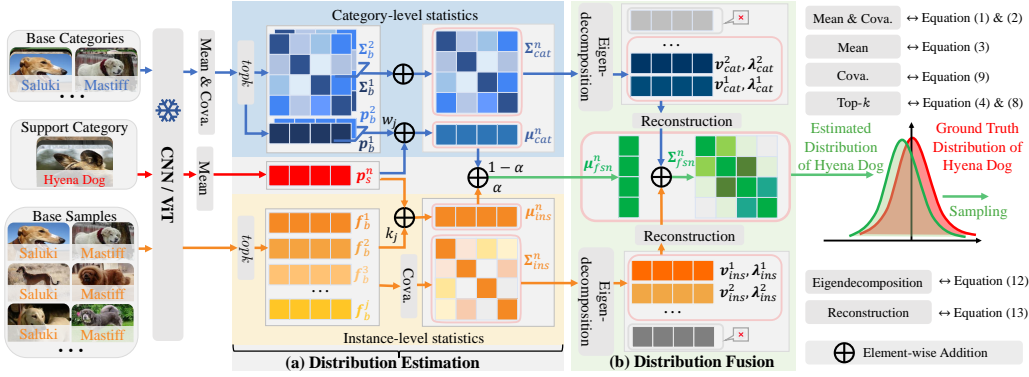 Base Categories
Saluki
Mastiff
• • •
Support Category
Hyena Dog
Base Samples
Saluki
Mastiff
Saluki
Mastiff
Saluki
Mastiff
• • •
CNN / ViT
Mean & Cova.
Mean
Category-level statistics
topk
Σ_b^2
Σ_b^1
p_b^2
p_b^1
w_i
Σ_cat^n
μ_cat^n
p_s^n
1 − α
α
topk
f_b^1
f_b^2
f_b^3
...
f_b^j
k_j
Cova.
μ_ins^n
Σ_ins^n
Instance-level statistics
(a) Distribution Estimation
Eigen-
decomposition
×
...
v_cat^2, λ_cat^2
v_cat^1, λ_cat^1
Reconstruction
μ_fsn^n
Σ_fsn^n
Reconstruction
Eigen-
decomposition
v_ins^1, λ_ins^1
v_ins^2, λ_ins^2
...
×
(b) Distribution Fusion
Mean & Cova. ↔ Equation (1) & (2)
Mean ↔ Equation (3)
Cova. ↔ Equation (9)
Top-k ↔ Equation (4) & (8)
Estimated
Distribution
of Hyena Dog
Ground Truth
Distribution
of Hyena Dog
Sampling
Eigendecomposition ↔ Equation (12)
Reconstruction ↔ Equation (13)
⊕ Element-wise Addition